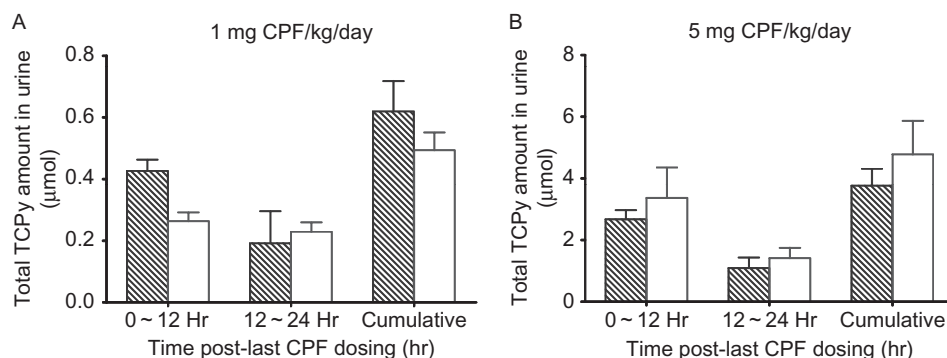 A
1 mg CPF/kg/day
Total TCPy amount in urine
(μmol)
0.8
0.6
0.4
0.2
0.0
0 ~ 12 Hr 12 ~ 24 Hr Cumulative
Time post-last CPF dosing (hr)
B
5 mg CPF/kg/day
Total TCPy amount in urine
(μmol)
8
6
4
2
0
0 ~ 12 Hr 12 ~ 24 Hr Cumulative
Time post-last CPF dosing (hr)